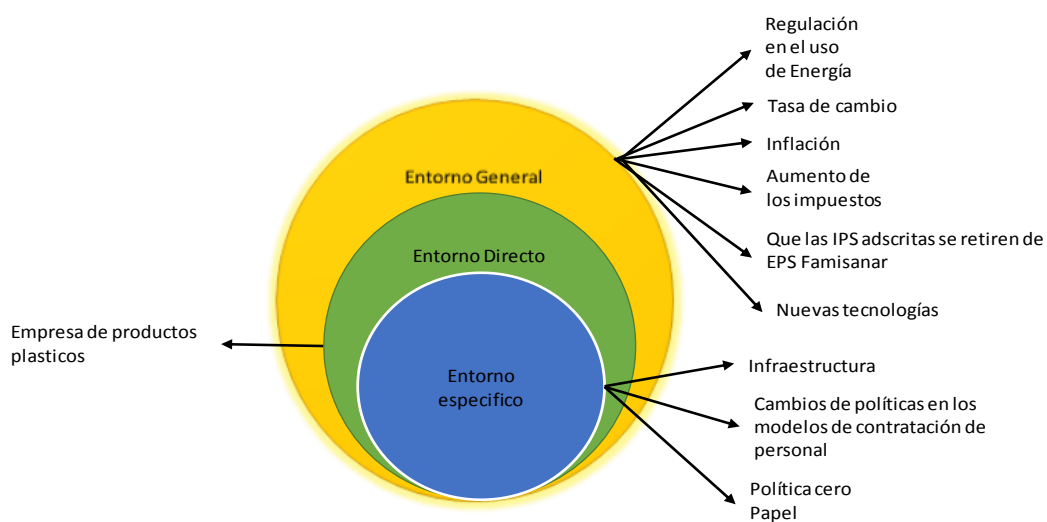 Regulación
en el uso
de Energía
Tasa de cambio
Inflación
Aumento de
los impuestos
Que las IPS adscritas se retiren de
EPS Famisanar
Nuevas tecnologías
Entorno General
Entorno Directo
Entorno
especifico
Empresa de productos
plasticos
Infraestructura
Cambios de políticas en los
modelos de contratación de
personal
Política cero
Papel